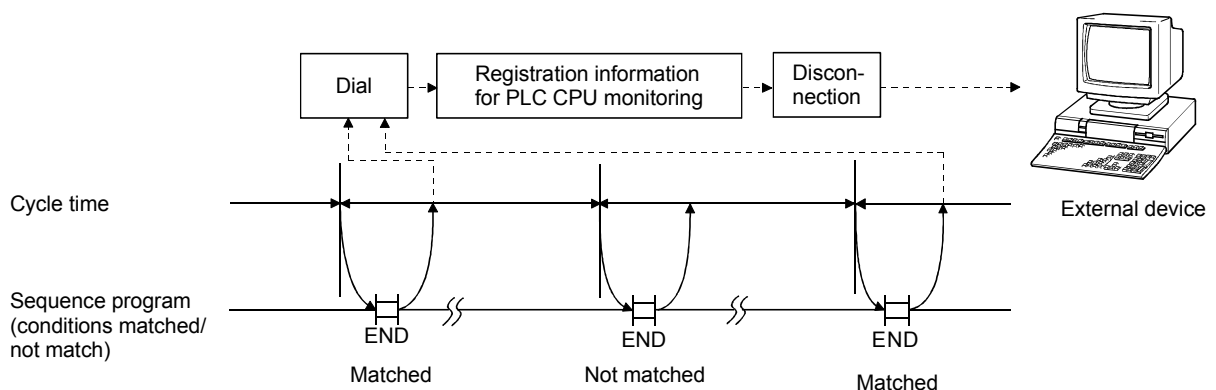 Dial
Registration information
for PLC CPU monitoring
Discon-
nection
Cycle time
External device
Sequence program
(conditions matched/
not match)
END
END
END
Matched
Not matched
Matched